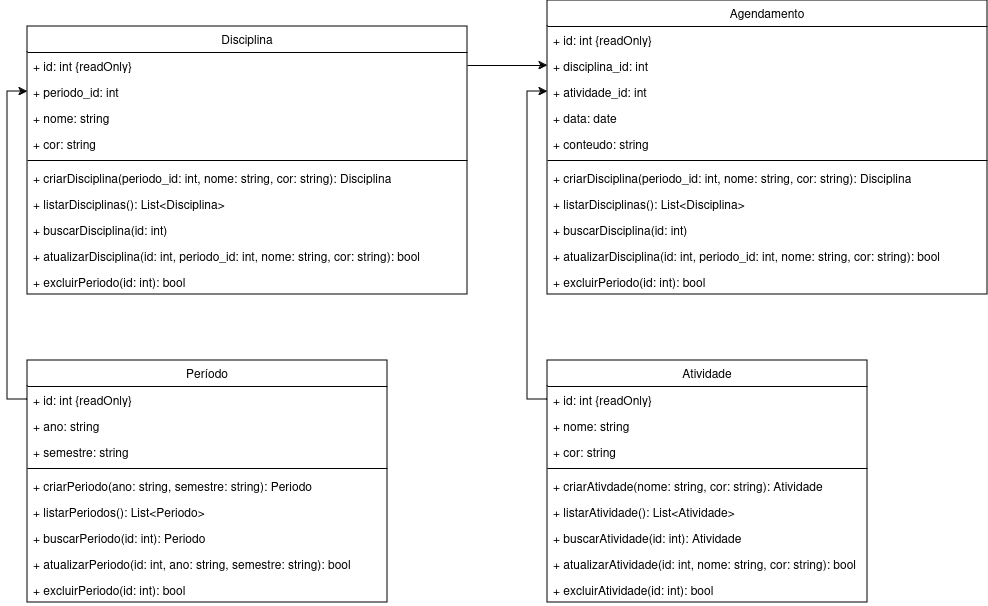 Disciplina
+ id: int {readOnly}
+ periodo_id: int
+ nome: string
+ cor: string
+ criarDisciplina(periodo_id: int, nome: string, cor: string): Disciplina
+ listarDisciplinas(): List<Disciplina>
+ buscarDisciplina(id: int)
+ atualizarDisciplina(id: int, periodo_id: int, nome: string, cor: string): bool
+ excluirPeriodo(id: int): bool
Agendamento
+ id: int {readOnly}
+ disciplina_id: int
+ atividade_id: int
+ data: date
+ conteudo: string
+ criarDisciplina(periodo_id: int, nome: string, cor: string): Disciplina
+ listarDisciplinas(): List<Disciplina>
+ buscarDisciplina(id: int)
+ atualizarDisciplina(id: int, periodo_id: int, nome: string, cor: string): bool
+ excluirPeriodo(id: int): bool
Período
+ id: int {readOnly}
+ ano: string
+ semestre: string
+ criarPeriodo(ano: string, semestre: string): Periodo
+ listarPeriodos(): List<Periodo>
+ buscarPeriodo(id: int): Periodo
+ atualizarPeriodo(id: int, ano: string, semestre: string): bool
+ excluirPeriodo(id: int): bool
Atividade
+ id: int {readOnly}
+ nome: string
+ cor: string
+ criarAtivdade(nome: string, cor: string): Atividade
+ listarAtividade(): List<Atividade>
+ buscarAtividade(id: int): Atividade
+ atualizarAtividade(id: int, nome: string, cor: string): bool
+ excluirAtividade(id: int): bool